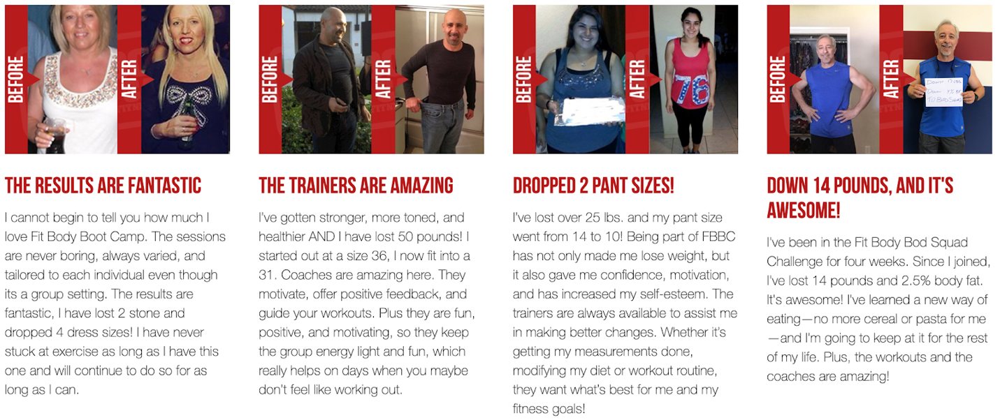 BEFORE
AFTER
BEFORE
AFTER
BEFORE
AFTER
76
BEFORE
AFTER
THE RESULTS ARE FANTASTIC
I cannot begin to tell you how much I
love Fit Body Boot Camp. The sessions
are never boring, always varied, and
tailored to each individual even though
its a group setting. The results are
fantastic, I have lost 2 stone and
dropped 4 dress sizes! I have never
stuck at exercise as long as I have this
one and will continue to do so for as
long as I can.
THE TRAINERS ARE AMAZING
I've gotten stronger, more toned, and
healthier AND I have lost 50 pounds! I
started out at a size 36, I now fit into a
31. Coaches are amazing here. They
motivate, offer positive feedback, and
guide your workouts. Plus they are fun,
positive, and motivating, so they keep
the group energy light and fun, which
really helps on days when you maybe
don't feel like working out.
DROPPED 2 PANT SIZES!
I've lost over 25 lbs. and my pant size
went from 14 to 10! Being part of FBBC
has not only made me lose weight, but
it also gave me confidence, motivation,
and has increased my self-esteem. The
trainers are always available to assist me
in making better changes. Whether it's
getting my measurements done,
modifying my diet or workout routine,
they want what's best for me and my
fitness goals!
DOWN 14 POUNDS, AND IT'S
AWESOME!
I've been in the Fit Body Bod Squad
Challenge for four weeks. Since I joined,
I've lost 14 pounds and 2.5% body fat.
It's awesome! I've learned a new way of
eating—no more cereal or pasta for me
—and I'm going to keep at it for the rest
of my life. Plus, the workouts and the
coaches are amazing!